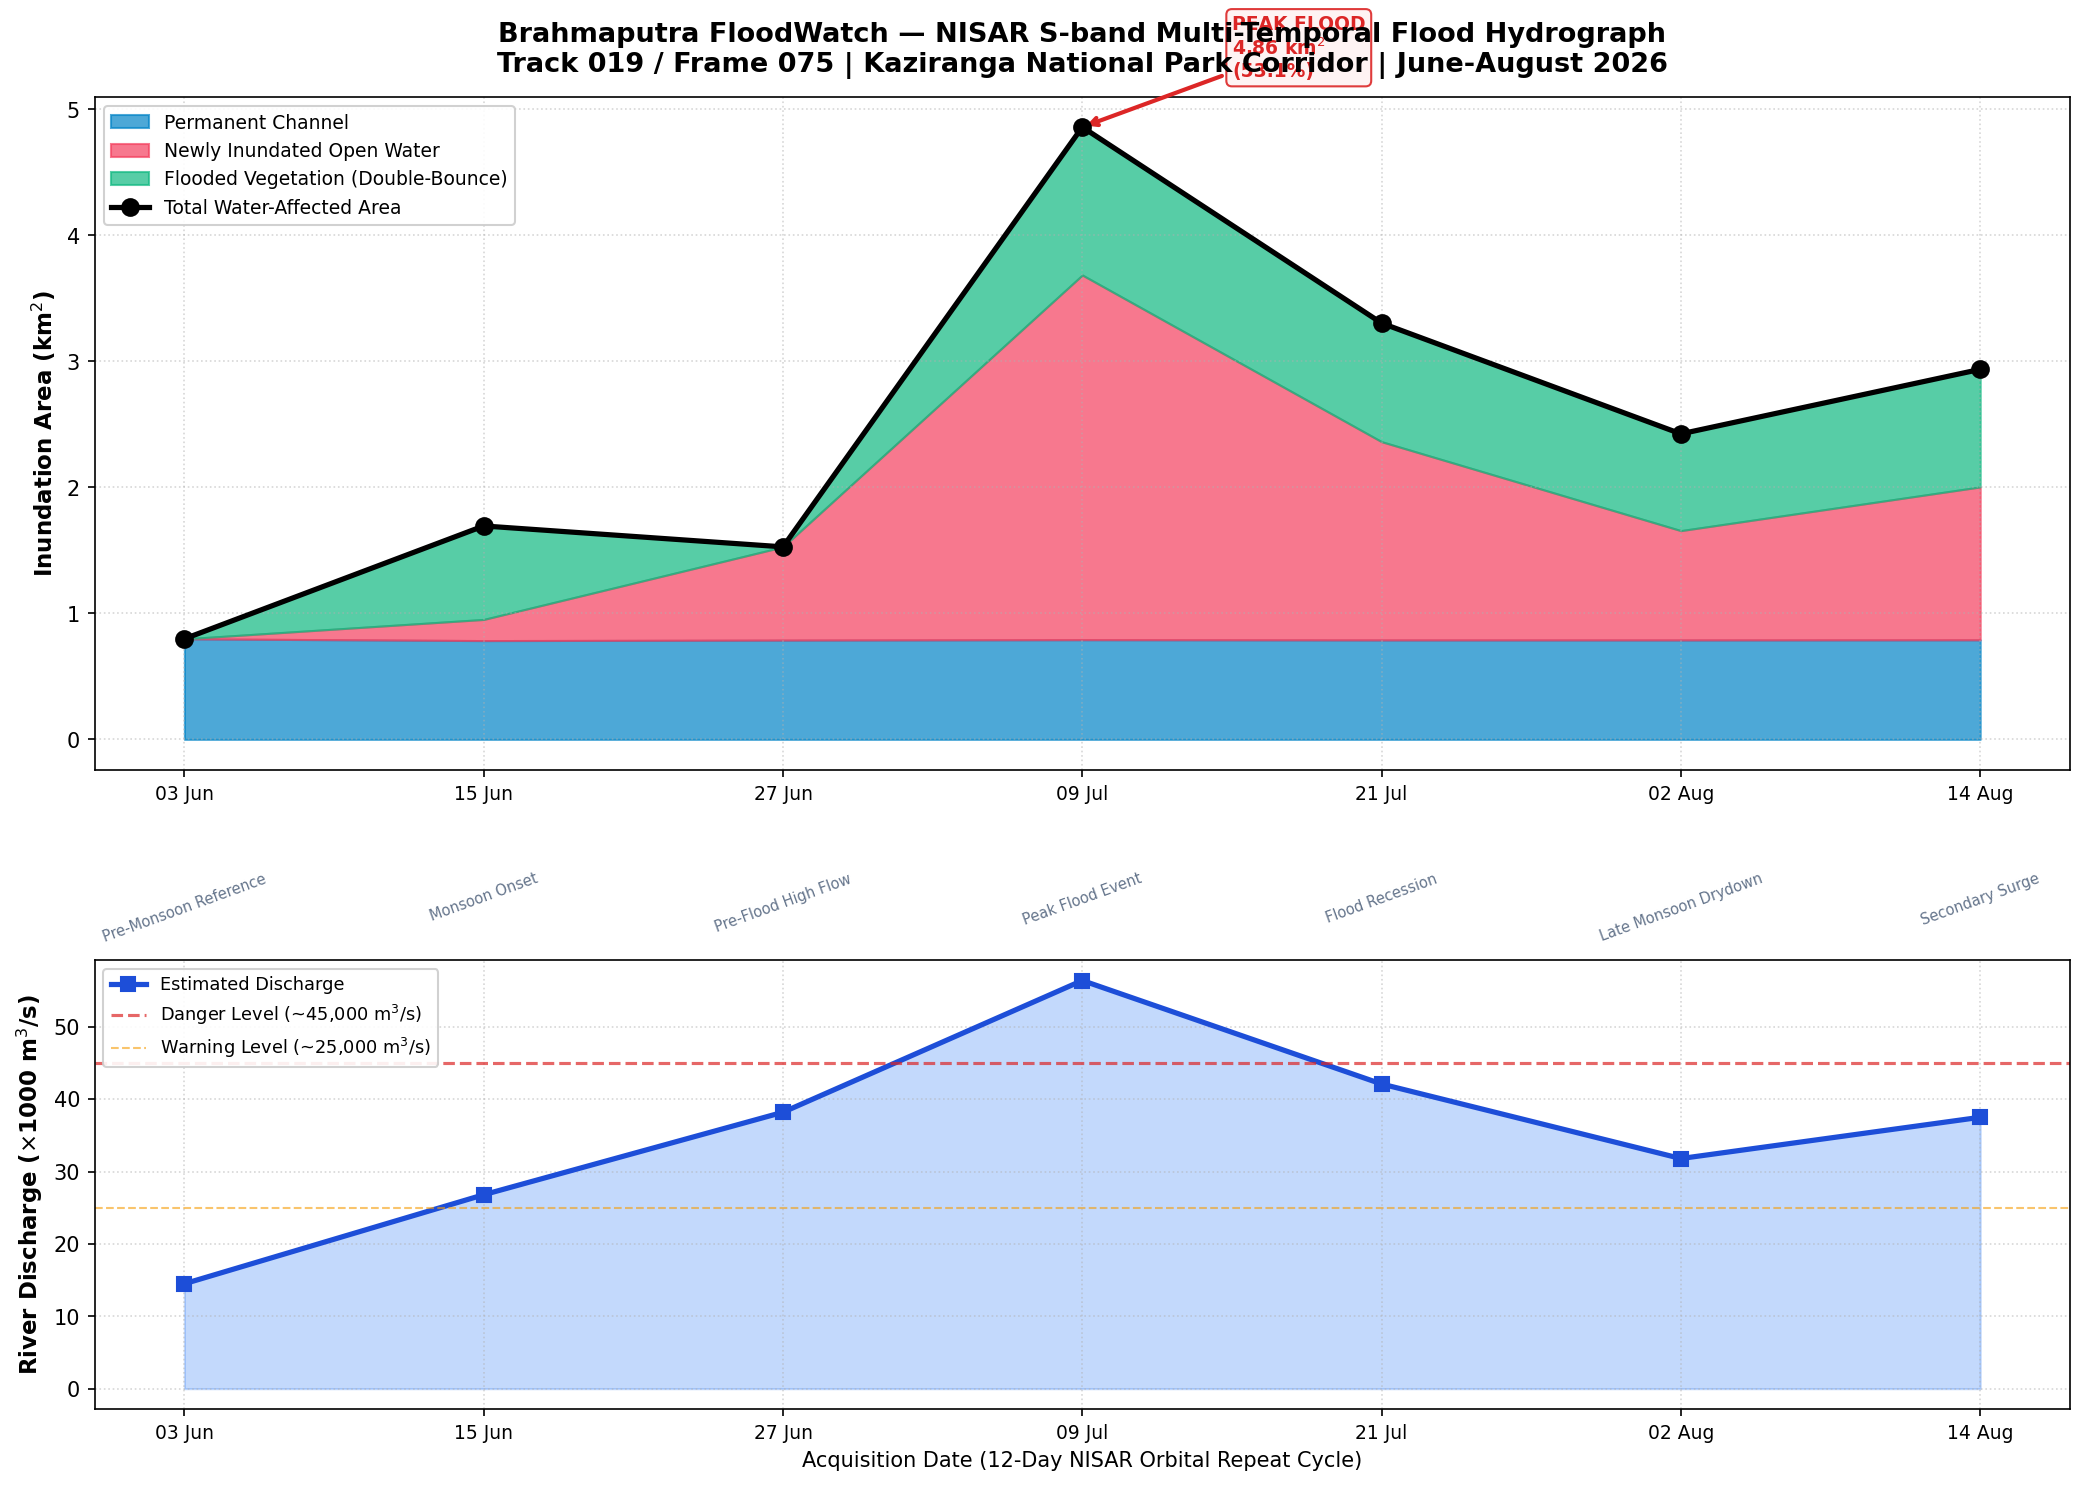 Brahmaputra FloodWatch — NISAR S-band Multi-Temporal Flood Hydrograph
Track 019 / Frame 075 | Kaziranga National Park Corridor | June-August 2026
PEAK FLOOD
4.86 km²
(53.1%)
Permanent Channel
Newly Inundated Open Water
Flooded Vegetation (Double-Bounce)
Total Water-Affected Area
Inundation Area (km²)
5
4
3
2
1
0
03 Jun 15 Jun 27 Jun 09 Jul 21 Jul 02 Aug 14 Aug
Pre-Monsoon Reference
Monsoon Onset
Pre-Flood High Flow
Peak Flood Event
Flood Recession
Late Monsoon Drydown
Secondary Surge
Estimated Discharge
Danger Level (~45,000 m³/s)
Warning Level (~25,000 m³/s)
River Discharge (×1000 m³/s)
50
40
30
20
10
0
03 Jun 15 Jun 27 Jun 09 Jul 21 Jul 02 Aug 14 Aug
Acquisition Date (12-Day NISAR Orbital Repeat Cycle)